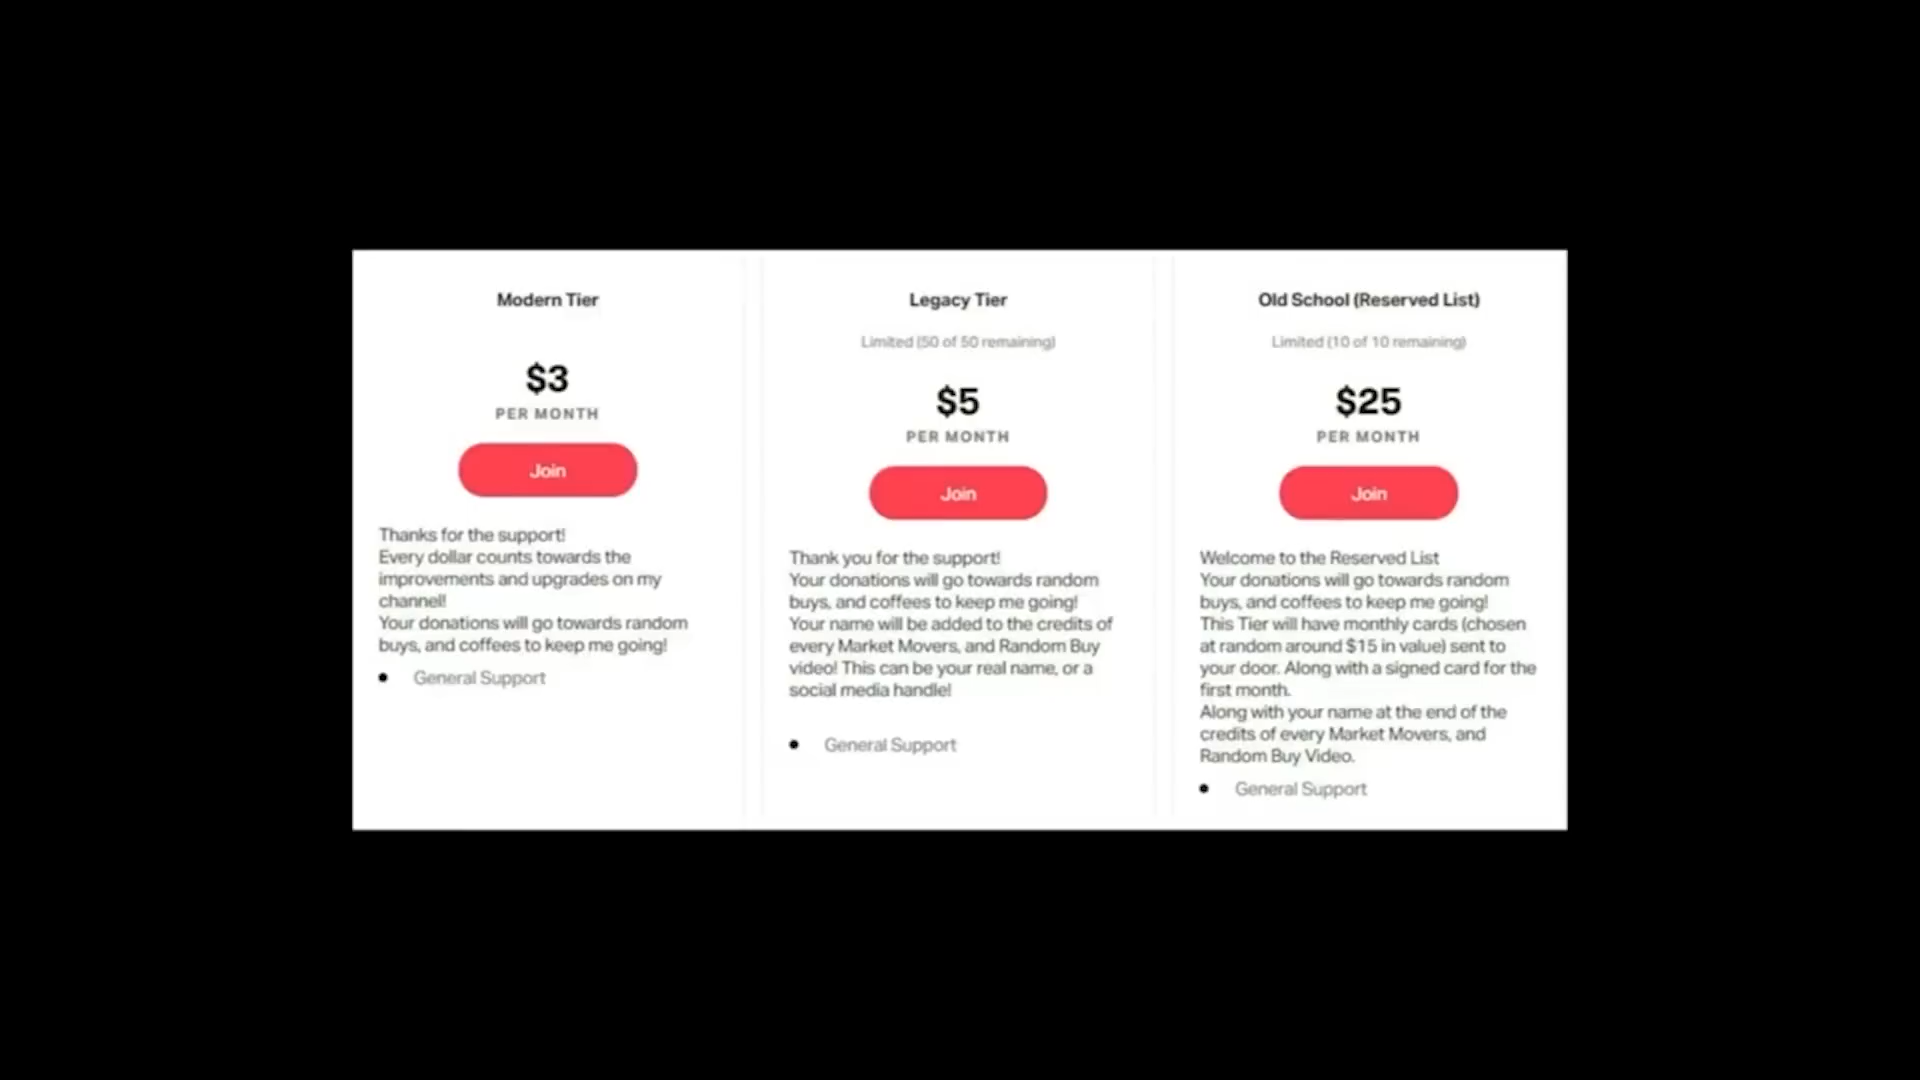 Modern Tier
$3
PER MONTH
Join
Thanks for the support!
Every dollar counts towards the
improvements and upgrades on my
channel!
Your donations will go towards random
buys, and coffees to keep me going!
General Support
Legacy Tier
Limited (50 of 50 remaining)
$5
PER MONTH
Join
Thank you for the support!
Your donations will go towards random
buys, and coffees to keep me going!
Your name will be added to the credits of
every Market Movers, and Random Buy
video! This can be your real name, or a
social media handle!
General Support
Old School (Reserved List)
Limited (10 of 10 remaining)
$25
PER MONTH
Join
Welcome to the Reserved List
Your donations will go towards random
buys, and coffees to keep me going!
This Tier will have monthly cards (chosen
at random around $15 in value) sent to
your door. Along with a signed card for the
first month.
Along with your name at the end of the
credits of every Market Movers, and
Random Buy Video.
General Support